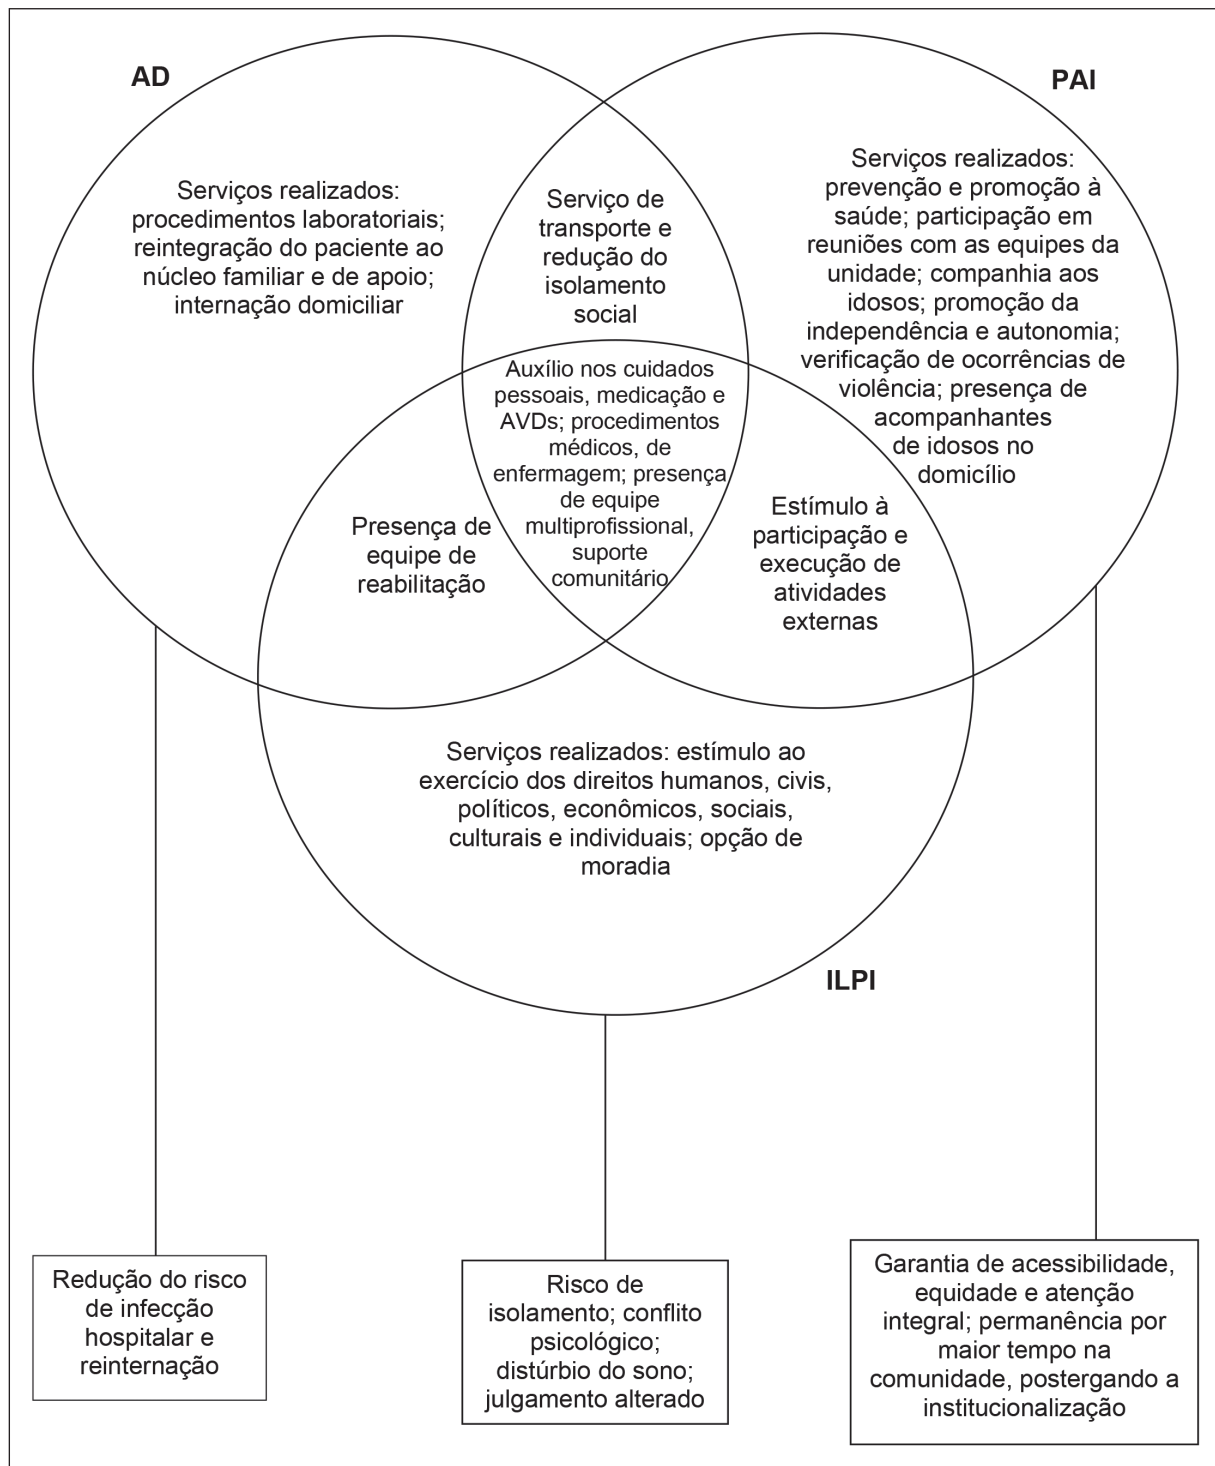 AD
PAI
Serviços realizados:
procedimentos laboratoriais;
reintegração do paciente ao
núcleo familiar e de apoio;
internação domiciliar
Serviço de
transporte e
redução do
isolamento
social
Serviços realizados:
prevenção e promoção à
saúde; participação em
reuniões com as equipes da
unidade; companhia aos
idosos; promoção da
independência e autonomia;
verificação de ocorrências de
violência; presença de
acompanhantes
de idosos no
domicílio
Auxílio nos cuidados
pessoais, medicação e
AVDs; procedimentos
médicos, de
enfermagem; presença
de equipe
multiprofissional,
suporte
comunitário
Presença de
equipe de
reabilitação
Estímulo à
participação e
execução de
atividades
externas
Serviços realizados: estímulo ao
exercício dos direitos humanos, civis,
políticos, econômicos, sociais,
culturais e individuais; opção de
moradia
ILPI
Redução do risco
de infecção
hospitalar e
reinternação
Risco de
isolamento; conflito
psicológico;
distúrbio do sono;
julgamento alterado
Garantia de acessibilidade,
equidade e atenção
integral; permanência por
maior tempo na
comunidade, postergando a
institucionalização